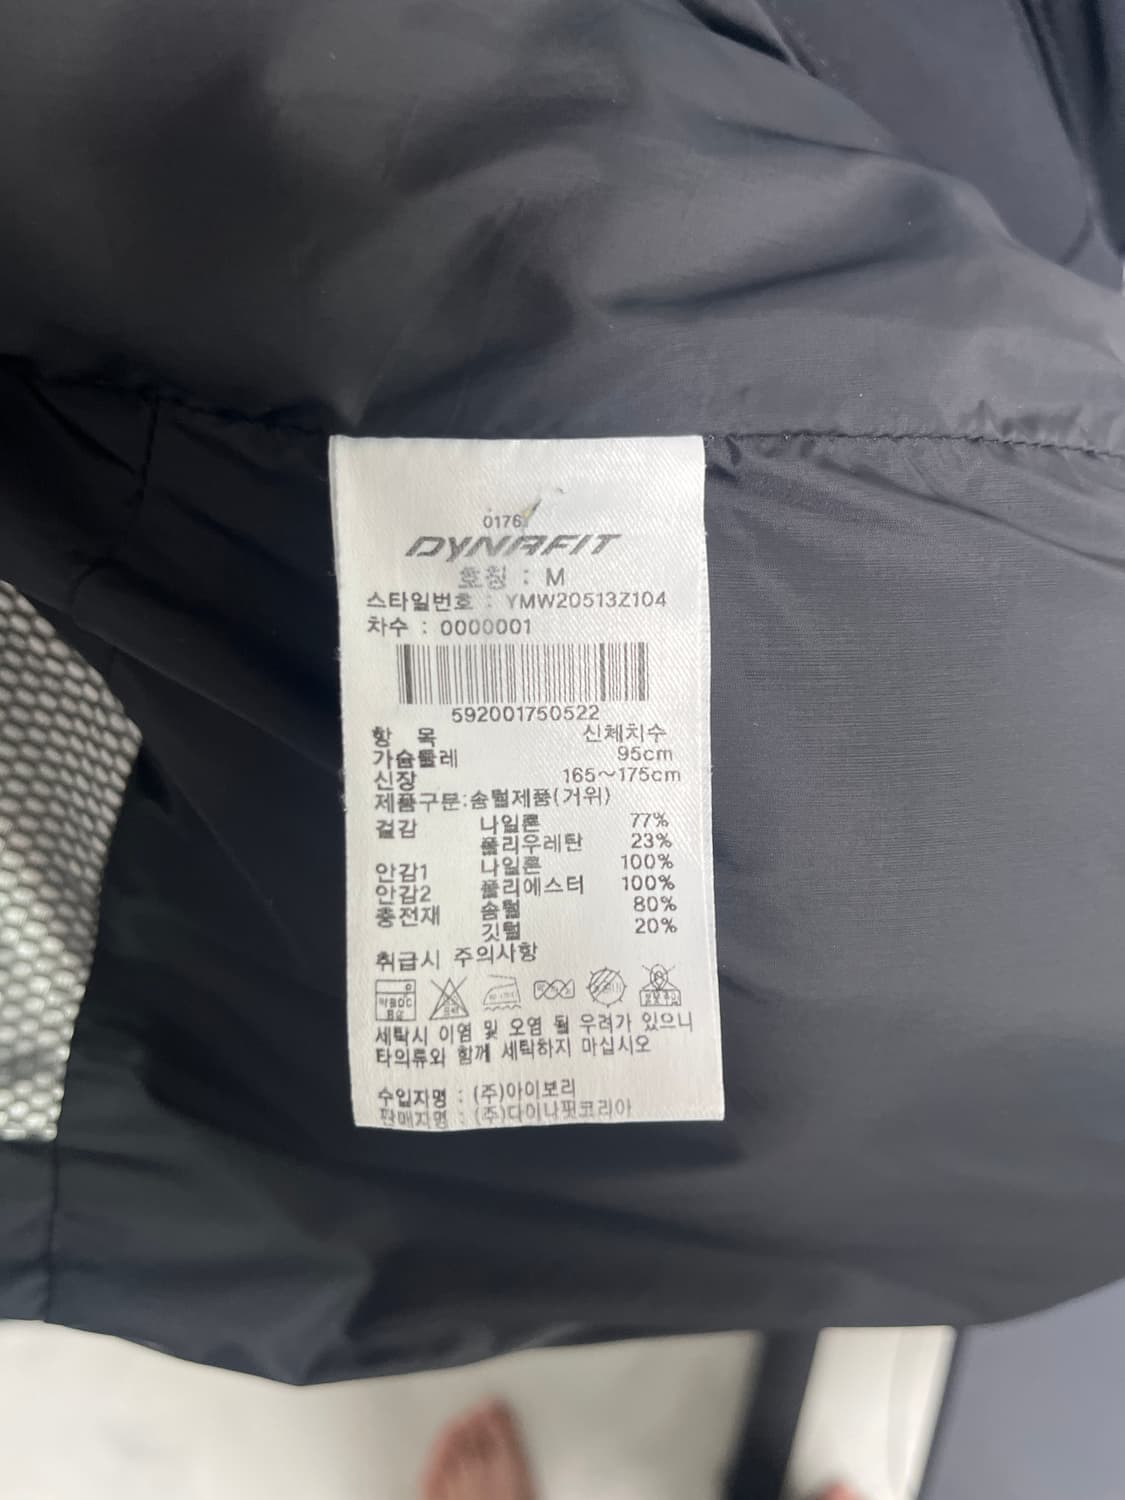 0176
DYNAFIT
호칭 : M
스타일번호 : YMW20513Z104
차수 : 0000001
592001750522
항 목 신체치수
가슴둘레 95cm
신장 165~175cm
제품구분:솜털제품(거위)
겉감 나일론 77%
폴리우레탄 23%
안감1 나일론 100%
안감2 폴리에스터 100%
충전재 솜털 80%
깃털 20%
취급시 주의사항
세탁시 이염 및 오염 될 우려가 있으니
타의류와 함께 세탁하지 마십시오
수입자명 : (주)아이보리
판매자명 : (주)다이나핏코리아